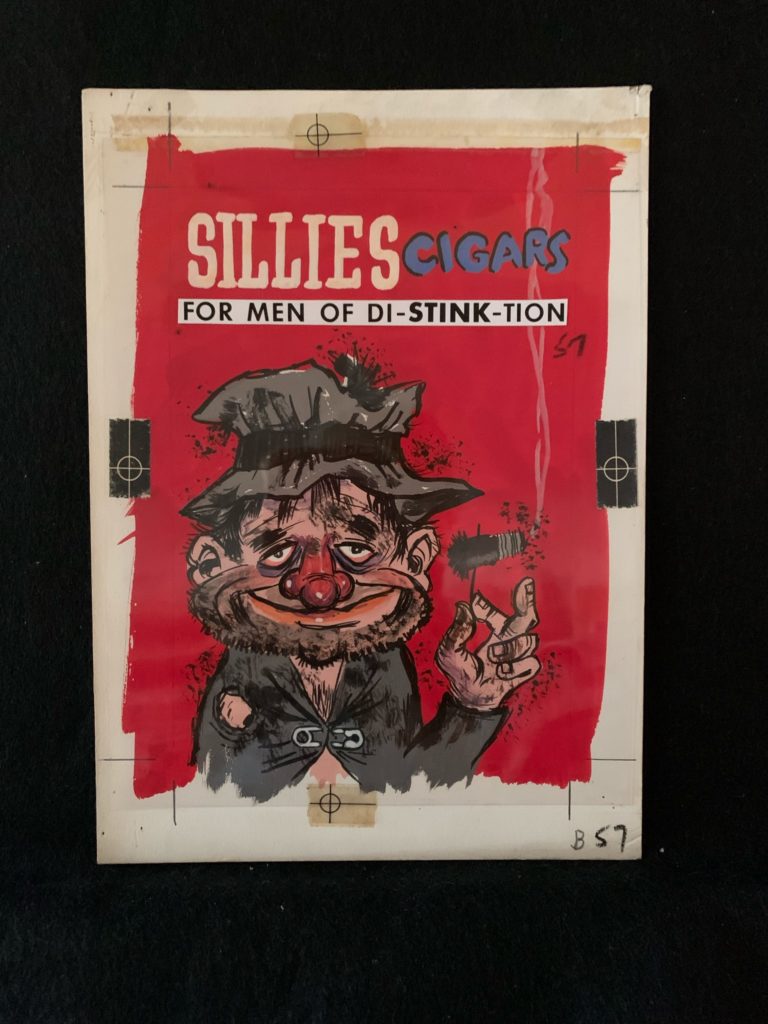 SILLIES CIGARS
FOR MEN OF DI-STINK-TION
57
B 57